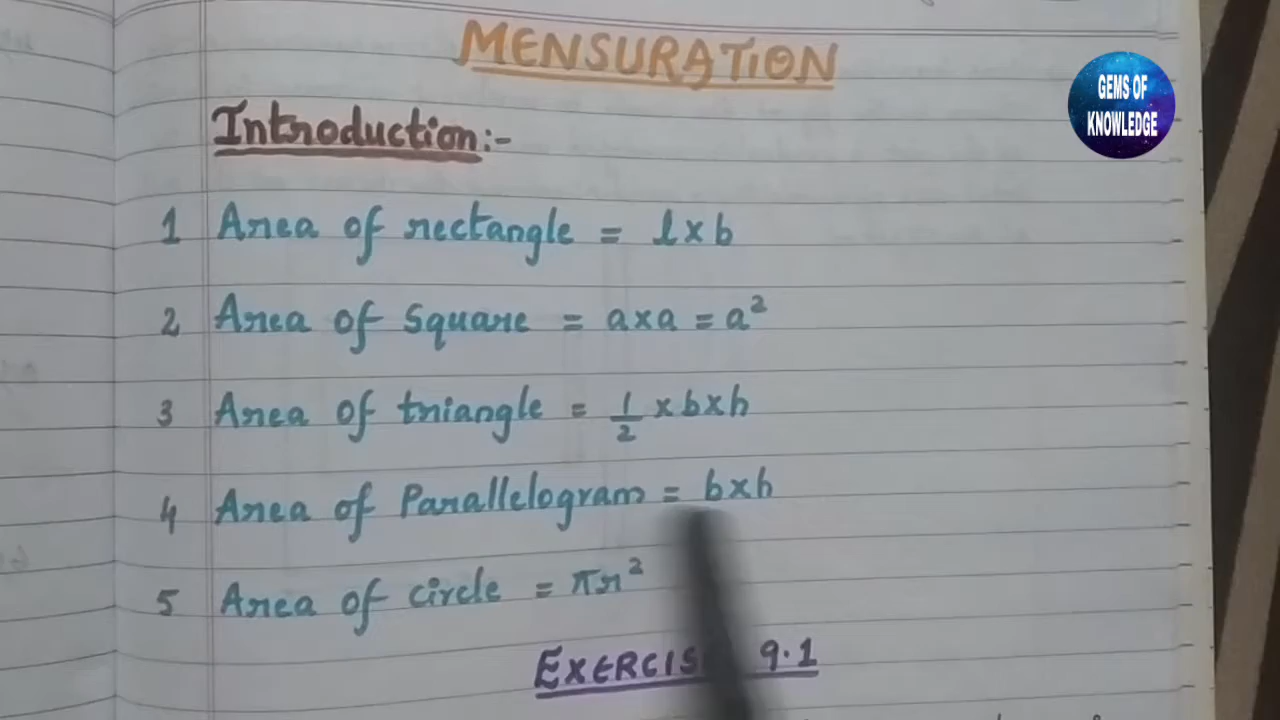 MENSURATION
GEMS OF
KNOWLEDGE
Introduction:-
1 Area of rectangle = l×b
2 Area of square = a×a = a²
3 Area of triangle = 1/2 ×b×h
4 Area of Parallelogram = b×h
5 Area of circle = πr²
9.1